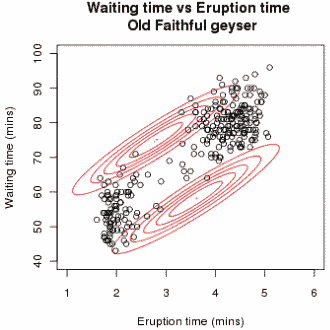 Waiting time vs Eruption time
Old Faithful geyser
Waiting time (mins)
100
90
80
70
60
50
40
1 2 3 4 5 6
Eruption time (mins)